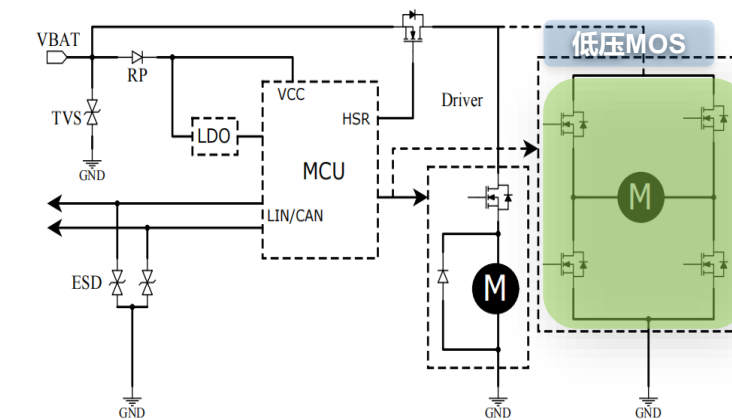 低压MOS
VBAT
RP
VCC
TVS
HSR
Driver
LDO
MCU
GND
M
LIN/CAN
ESD
M
GND
GND
GND